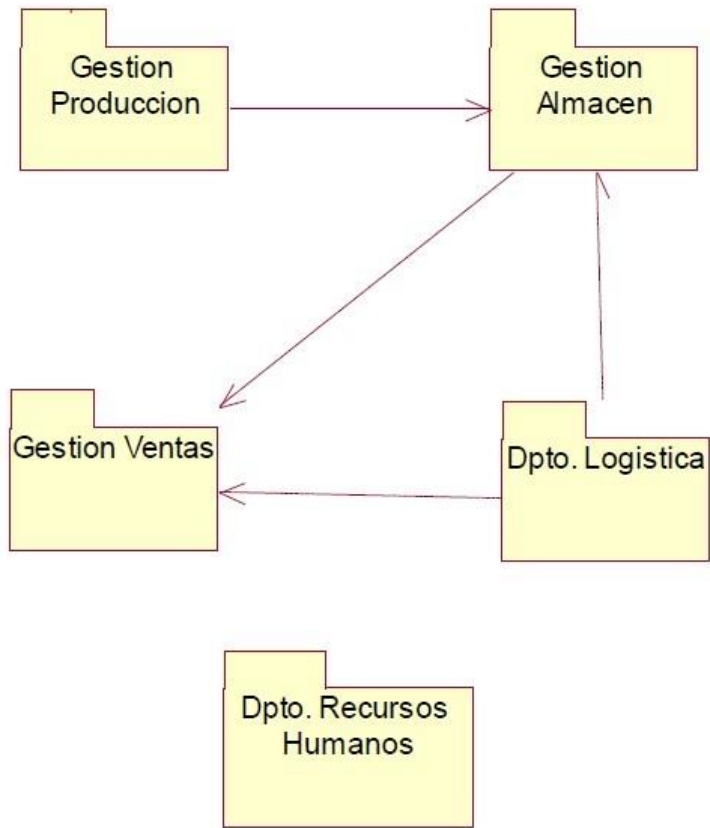 Gestion
Produccion
Gestion
Almacen
Gestion Ventas
Dpto. Logistica
Dpto. Recursos
Humanos